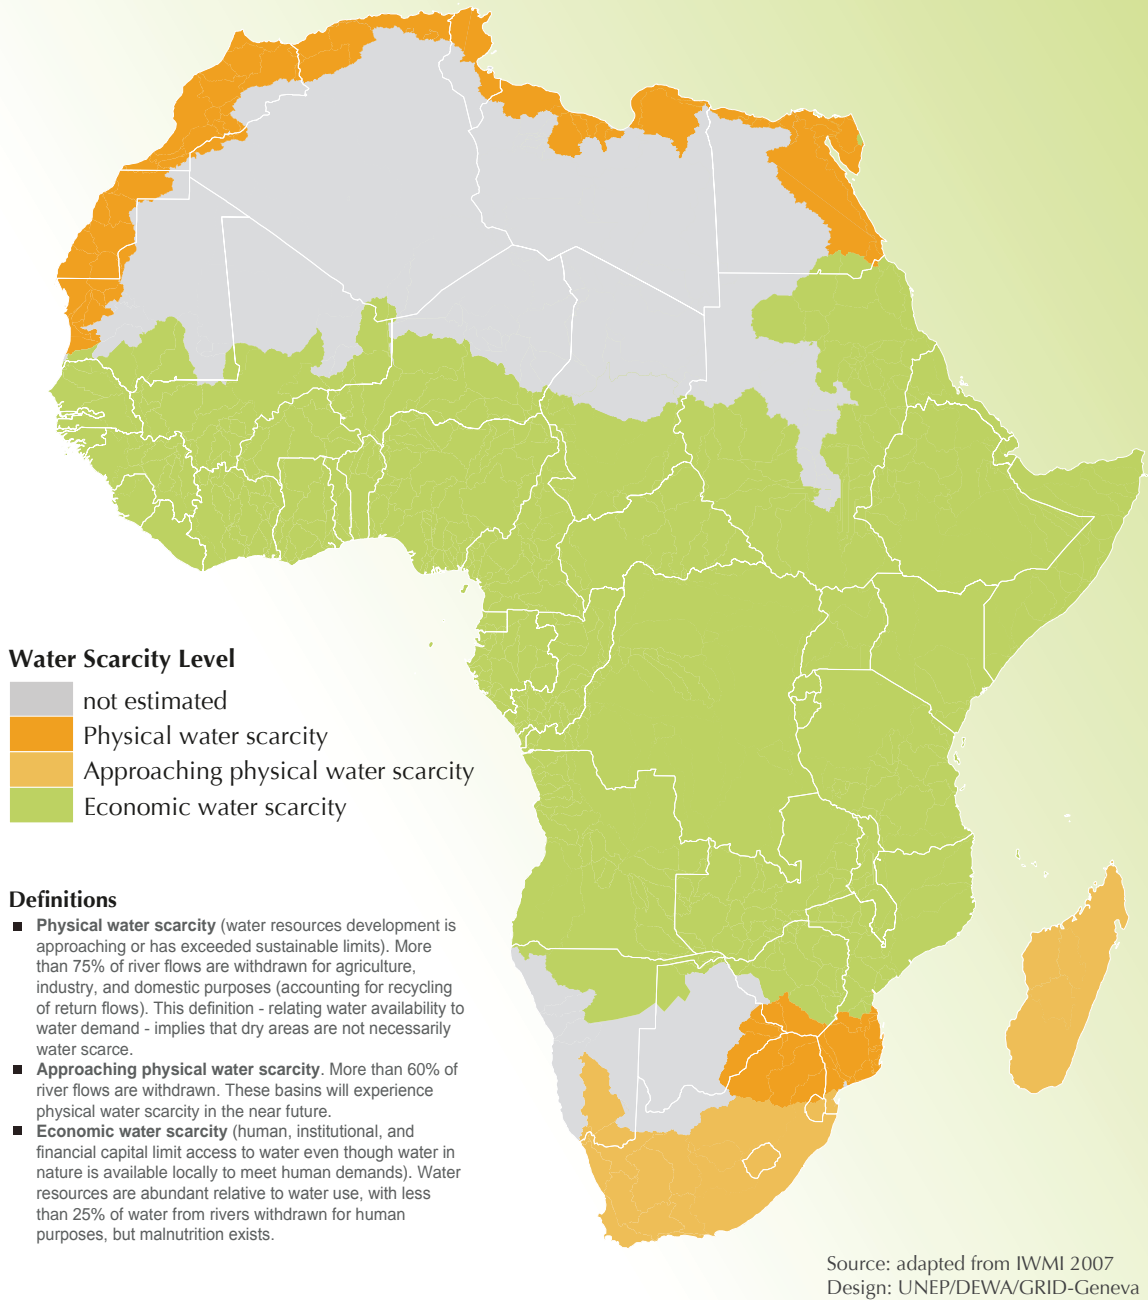 Water Scarcity Level
not estimated
Physical water scarcity
Approaching physical water scarcity
Economic water scarcity
Definitions
■ Physical water scarcity (water resources development is
approaching or has exceeded sustainable limits). More
than 75% of river flows are withdrawn for agriculture,
industry, and domestic purposes (accounting for recycling
of return flows). This definition - relating water availability to
water demand - implies that dry areas are not necessarily
water scarce.
■ Approaching physical water scarcity. More than 60% of
river flows are withdrawn. These basins will experience
physical water scarcity in the near future.
■ Economic water scarcity (human, institutional, and
financial capital limit access to water even though water in
nature is available locally to meet human demands). Water
resources are abundant relative to water use, with less
than 25% of water from rivers withdrawn for human
purposes, but malnutrition exists.
Source: adapted from IWMI 2007
Design: UNEP/DEWA/GRID-Geneva